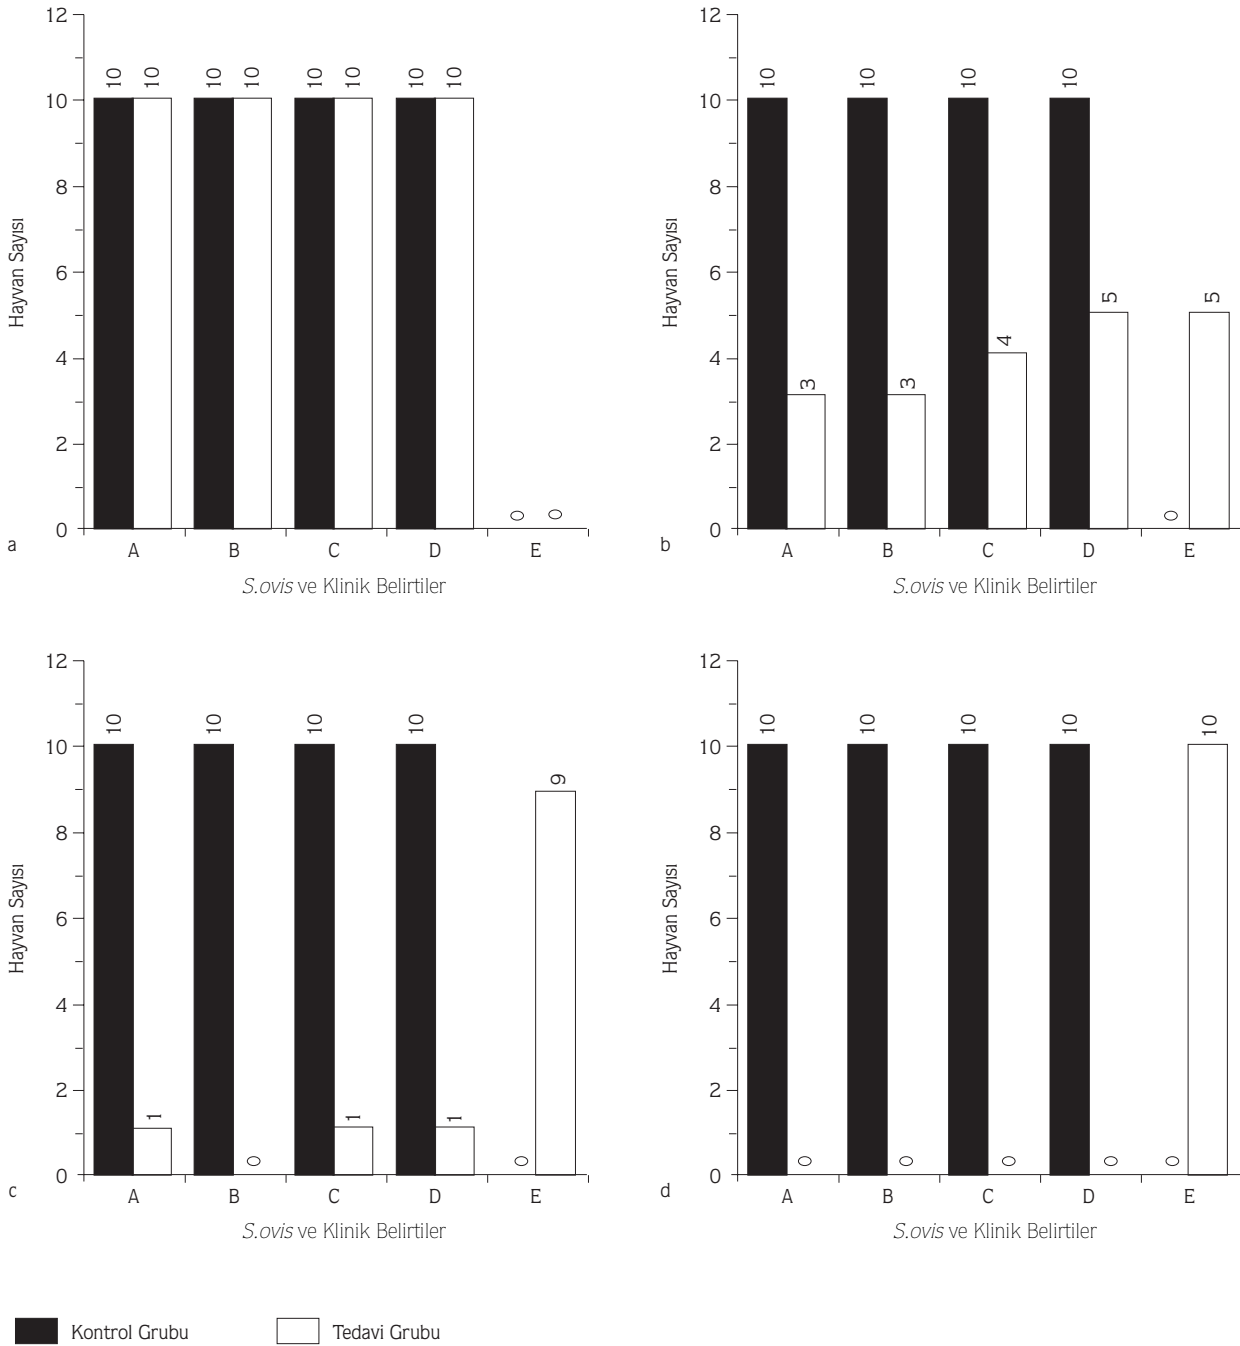 12
10
8
6
4
2
0
Hayvan Sayısı
10 10 10 10 10 10 10 10 0 0
A B C D E
a
S.ovis ve Klinik Belirtiler
12
10
8
6
4
2
0
Hayvan Sayısı
10 3 10 3 10 4 10 5 0 5
A B C D E
b
S.ovis ve Klinik Belirtiler
12
10
8
6
4
2
0
Hayvan Sayısı
10 1 10 0 10 1 10 1 0 9
A B C D E
c
S.ovis ve Klinik Belirtiler
12
10
8
6
4
2
0
Hayvan Sayısı
10 0 10 0 10 0 10 0 0 10
A B C D E
d
S.ovis ve Klinik Belirtiler
Kontrol Grubu Tedavi Grubu